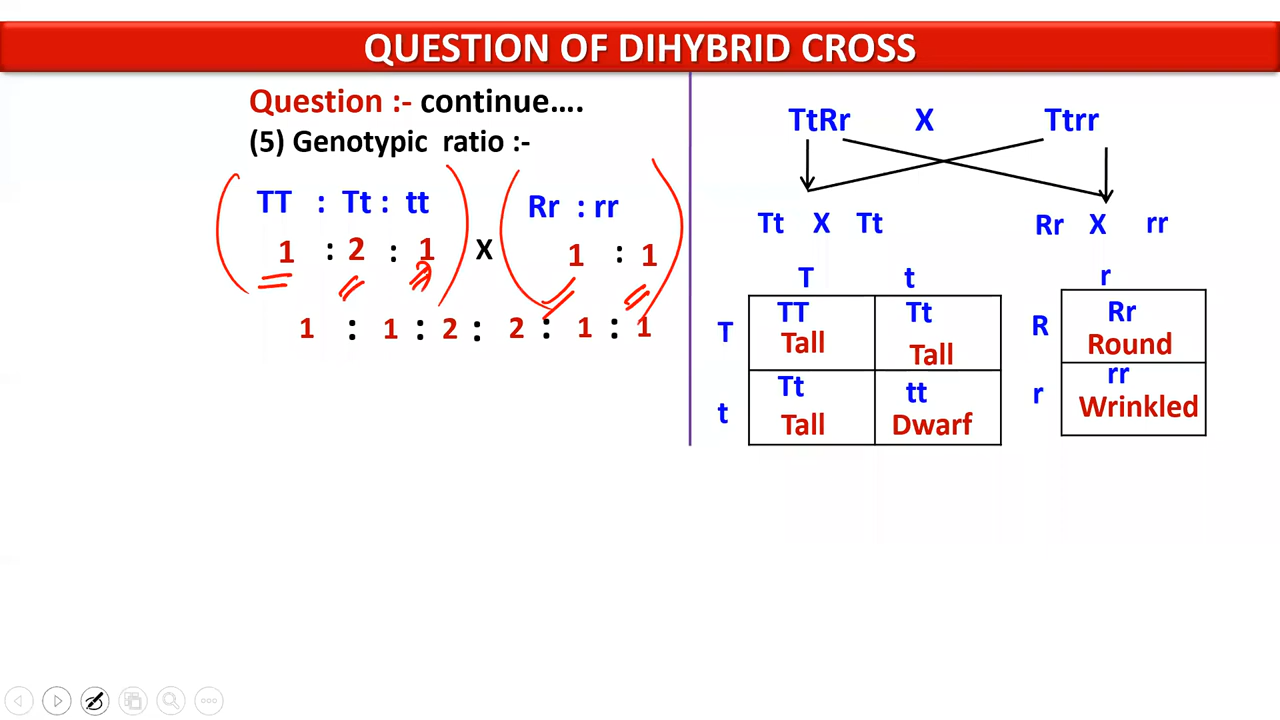 QUESTION OF DIHYBRID CROSS
Question :- continue....
(5) Genotypic ratio :-
TT : Tt : tt Rr : rr
1 : 2 : 1 X 1 : 1
1 : 1 : 2 : 2 : 1 : 1
TtRr X Ttrr
Tt X Tt Rr X rr
T t r
T TT Tt R Rr
Tall Tall Round
t Tt tt r rr
Tall Dwarf Wrinkled